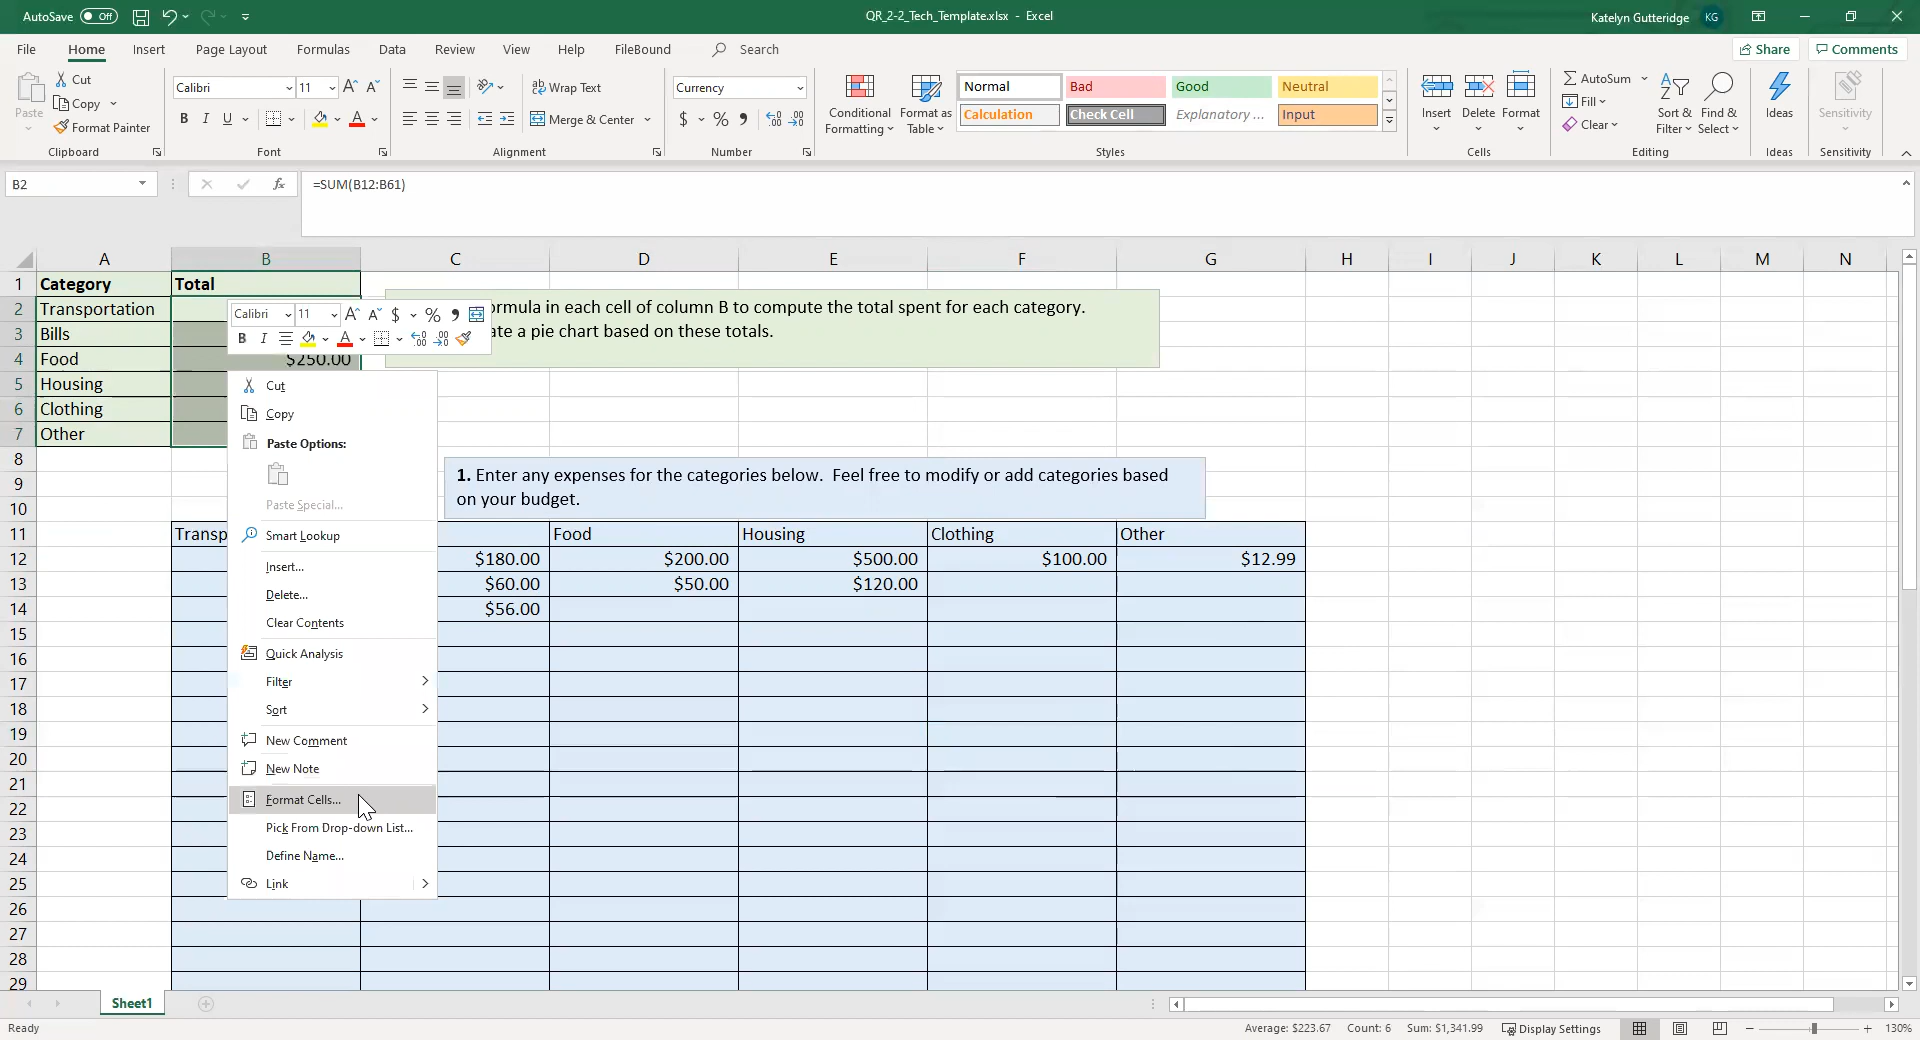 AutoSave Off
QR_2-2_Tech_Template.xlsx - Excel
Katelyn Gutteridge KG
File Home Insert Page Layout Formulas Data Review View Help FileBound Search
Share Comments
Paste
Cut
Copy
Format Painter
Clipboard
Calibri 11
B I U
Font
Wrap Text
Merge & Center
Alignment
Currency
$ % ,
Number
Conditional Formatting
Format as Table
Normal Bad Good Neutral
Calculation Check Cell Explanatory ... Input
Styles
Insert Delete Format
Cells
AutoSum
Fill
Clear
Sort & Filter
Find & Select
Editing
Ideas
Ideas
Sensitivity
Sensitivity
B2 fx =SUM(B12:B61)
A B C D E F G H I J K L M N
1 Category Total
2 Transportation
3 Bills
4 Food $250.00
5 Housing
6 Clothing
7 Other
ormula in each cell of column B to compute the total spent for each category.
ate a pie chart based on these totals.
Calibri 11 A A $ % ,
B I A
Cut
Copy
Paste Options:
Paste Special...
Smart Lookup
Insert...
Delete...
Clear Contents
Quick Analysis
Filter
Sort
New Comment
New Note
Format Cells...
Pick From Drop-down List...
Define Name...
Link
8
9
10
1. Enter any expenses for the categories below. Feel free to modify or add categories based
on your budget.
11 Transp Food Housing Clothing Other
12 $180.00 $200.00 $500.00 $100.00 $12.99
13 $60.00 $50.00 $120.00
14 $56.00
15
16
17
18
19
20
21
22
23
24
25
26
27
28
29
Sheet1
Ready
Average: $223.67 Count: 6 Sum: $1,341.99 Display Settings 130%